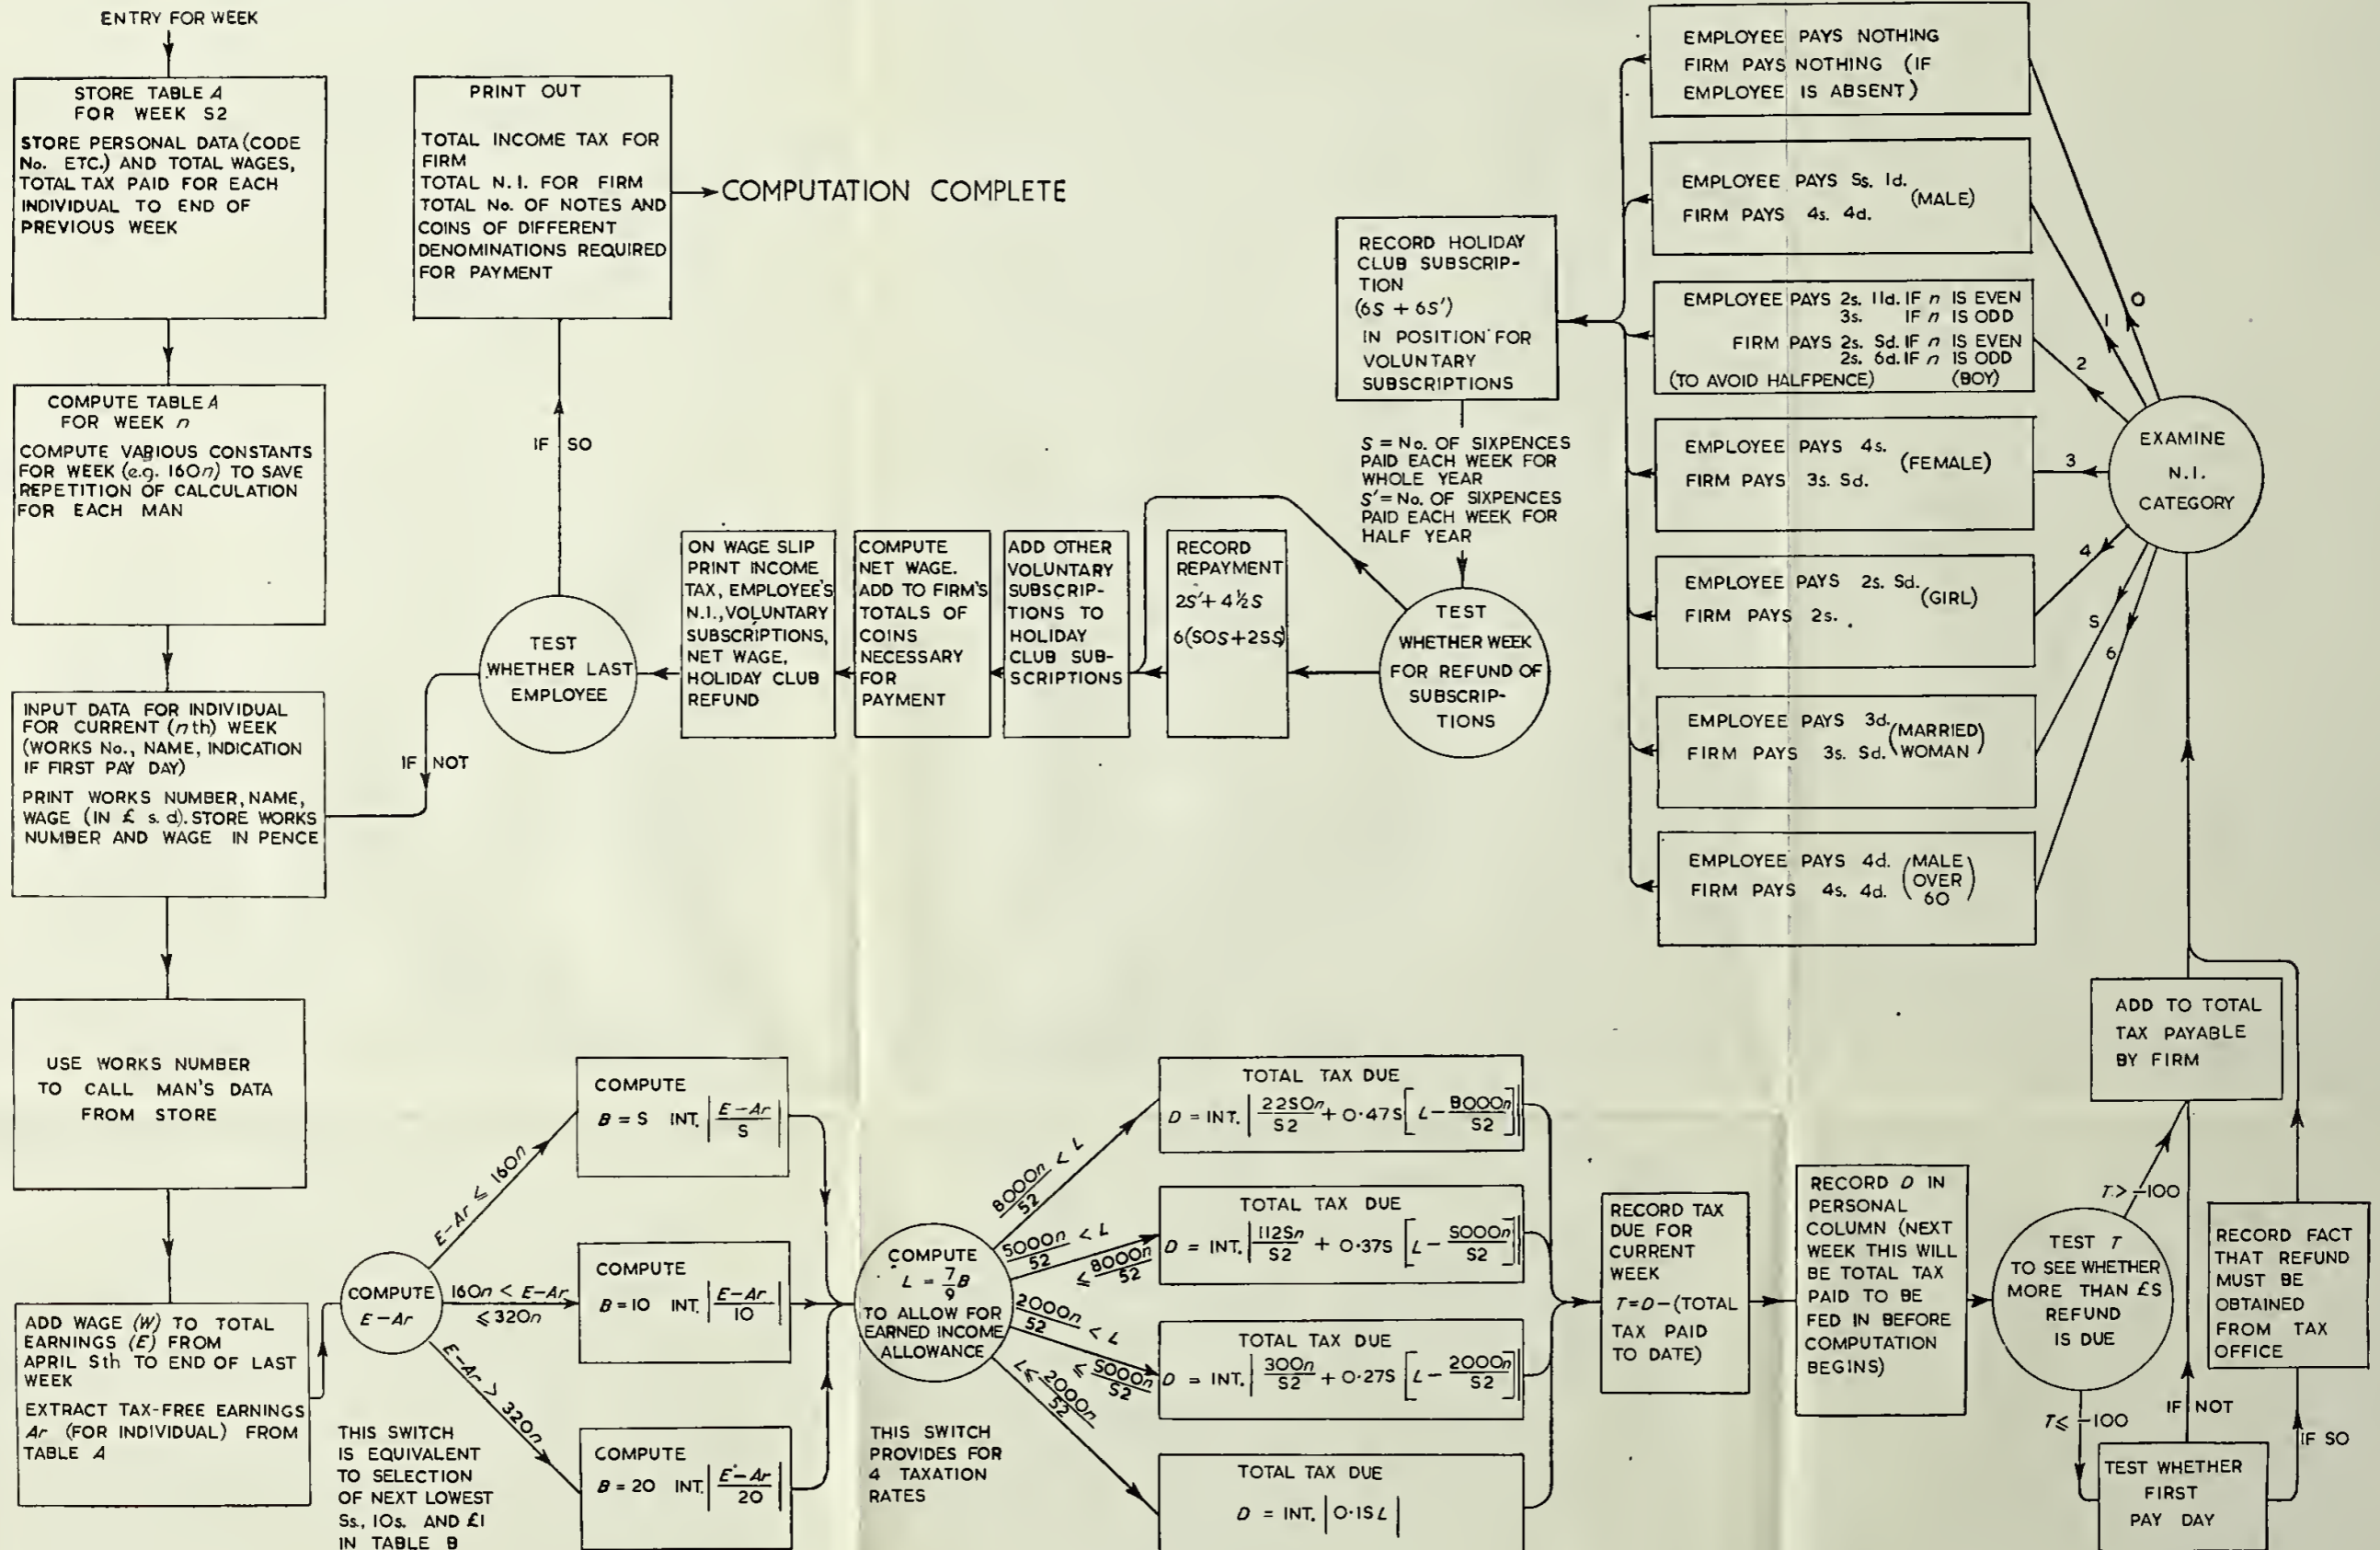 ENTRY FOR WEEK
STORE TABLE A
FOR WEEK 52
STORE PERSONAL DATA (CODE
No. ETC.) AND TOTAL WAGES,
TOTAL TAX PAID FOR EACH
INDIVIDUAL TO END OF
PREVIOUS WEEK
COMPUTE TABLE A
FOR WEEK n
COMPUTE VARIOUS CONSTANTS
FOR WEEK (e.g. 160n) TO SAVE
REPETITION OF CALCULATION
FOR EACH MAN
INPUT DATA FOR INDIVIDUAL
FOR CURRENT (nth) WEEK
(WORKS No., NAME, INDICATION
IF FIRST PAY DAY)
PRINT WORKS NUMBER, NAME,
WAGE (IN £ s. d). STORE WORKS
NUMBER AND WAGE IN PENCE
USE WORKS NUMBER
TO CALL MAN'S DATA
FROM STORE
ADD WAGE (W) TO TOTAL
EARNINGS (E) FROM
APRIL 5th TO END OF LAST
WEEK
EXTRACT TAX-FREE EARNINGS
Ar (FOR INDIVIDUAL) FROM
TABLE A
COMPUTE
E-Ar
E-Ar ≤ 160n
160n < E-Ar
≤320n
E-Ar > 320n
THIS SWITCH
IS EQUIVALENT
TO SELECTION
OF NEXT LOWEST
5s., 10s. AND £1
IN TABLE B
COMPUTE
B = 5 INT. |E-Ar / 5|
COMPUTE
B = 10 INT. |E-Ar / 10|
COMPUTE
B = 20 INT. |E-Ar / 20|
COMPUTE
L = 7/9 B
TO ALLOW FOR
EARNED INCOME
ALLOWANCE
THIS SWITCH
PROVIDES FOR
4 TAXATION
RATES
8000n/52 < L
5000n/52 < L
≤ 8000n/52
2000n/52 < L
≤ 5000n/52
L ≤ 2000n/52
TOTAL TAX DUE
D = INT. |2250n/52 + 0·475 [L - 8000n/52]|
TOTAL TAX DUE
D = INT. |1125n/52 + 0·375 [L - 5000n/52]|
TOTAL TAX DUE
D = INT. |300n/52 + 0·275 [L - 2000n/52]|
TOTAL TAX DUE
D = INT. |0·15L|
RECORD TAX
DUE FOR
CURRENT
WEEK
T=D-(TOTAL
TAX PAID
TO DATE)
RECORD D IN
PERSONAL
COLUMN (NEXT
WEEK THIS WILL
BE TOTAL TAX
PAID TO BE
FED IN BEFORE
COMPUTATION
BEGINS)
TEST T
TO SEE WHETHER
MORE THAN £5
REFUND
IS DUE
T > -100
T ≤ -100
TEST WHETHER
FIRST
PAY DAY
IF NOT
IF SO
RECORD FACT
THAT REFUND
MUST BE
OBTAINED
FROM TAX
OFFICE
ADD TO TOTAL
TAX PAYABLE
BY FIRM
EXAMINE
N.I.
CATEGORY
0
1
2
3
4
5
6
EMPLOYEE PAYS NOTHING
FIRM PAYS NOTHING (IF
EMPLOYEE IS ABSENT)
EMPLOYEE PAYS 5s. 1d.
(MALE)
FIRM PAYS 4s. 4d.
EMPLOYEE PAYS 2s. 11d. IF n IS EVEN
3s. IF n IS ODD
FIRM PAYS 2s. 5d. IF n IS EVEN
2s. 6d. IF n IS ODD
(TO AVOID HALFPENCE) (BOY)
EMPLOYEE PAYS 4s.
(FEMALE)
FIRM PAYS 3s. 5d.
EMPLOYEE PAYS 2s. 5d.
(GIRL)
FIRM PAYS 2s.
EMPLOYEE PAYS 3d. (MARRIED
FIRM PAYS 3s. 5d. WOMAN)
EMPLOYEE PAYS 4d. (MALE
OVER
FIRM PAYS 4s. 4d. 60)
RECORD HOLIDAY
CLUB SUBSCRIP-
TION
(6S + 6S')
IN POSITION FOR
VOLUNTARY
SUBSCRIPTIONS
S = No. OF SIXPENCES
PAID EACH WEEK FOR
WHOLE YEAR
S' = No. OF SIXPENCES
PAID EACH WEEK FOR
HALF YEAR
TEST
WHETHER WEEK
FOR REFUND OF
SUBSCRIP-
TIONS
RECORD
REPAYMENT
2S' + 4½S
6(50S+25S)
ADD OTHER
VOLUNTARY
SUBSCRIP-
TIONS TO
HOLIDAY
CLUB SUB-
SCRIPTIONS
COMPUTE
NET WAGE.
ADD TO FIRM'S
TOTALS OF
COINS
NECESSARY
FOR
PAYMENT
ON WAGE SLIP
PRINT INCOME
TAX, EMPLOYEE'S
N.I., VOLUNTARY
SUBSCRIPTIONS,
NET WAGE,
HOLIDAY CLUB
REFUND
TEST
WHETHER LAST
EMPLOYEE
IF NOT
IF SO
PRINT OUT
TOTAL INCOME TAX FOR
FIRM
TOTAL N.I. FOR FIRM
TOTAL No. OF NOTES AND
COINS OF DIFFERENT
DENOMINATIONS REQUIRED
FOR PAYMENT
COMPUTATION COMPLETE